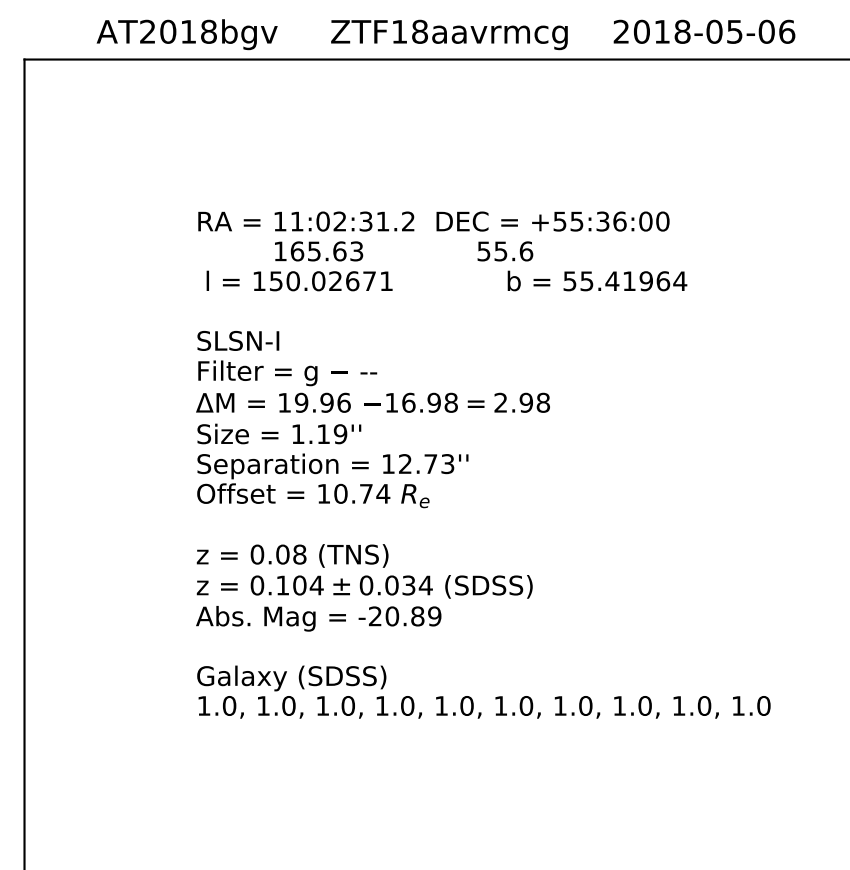 AT2018bgv ZTF18aavrmcg 2018-05-06
RA = 11:02:31.2 DEC = +55:36:00
165.63 55.6
l = 150.02671 b = 55.41964
SLSN-I
Filter = g − --
ΔM = 19.96 −16.98 = 2.98
Size = 1.19''
Separation = 12.73''
Offset = 10.74 Rₑ
z = 0.08 (TNS)
z = 0.104 ± 0.034 (SDSS)
Abs. Mag = -20.89
Galaxy (SDSS)
1.0, 1.0, 1.0, 1.0, 1.0, 1.0, 1.0, 1.0, 1.0, 1.0